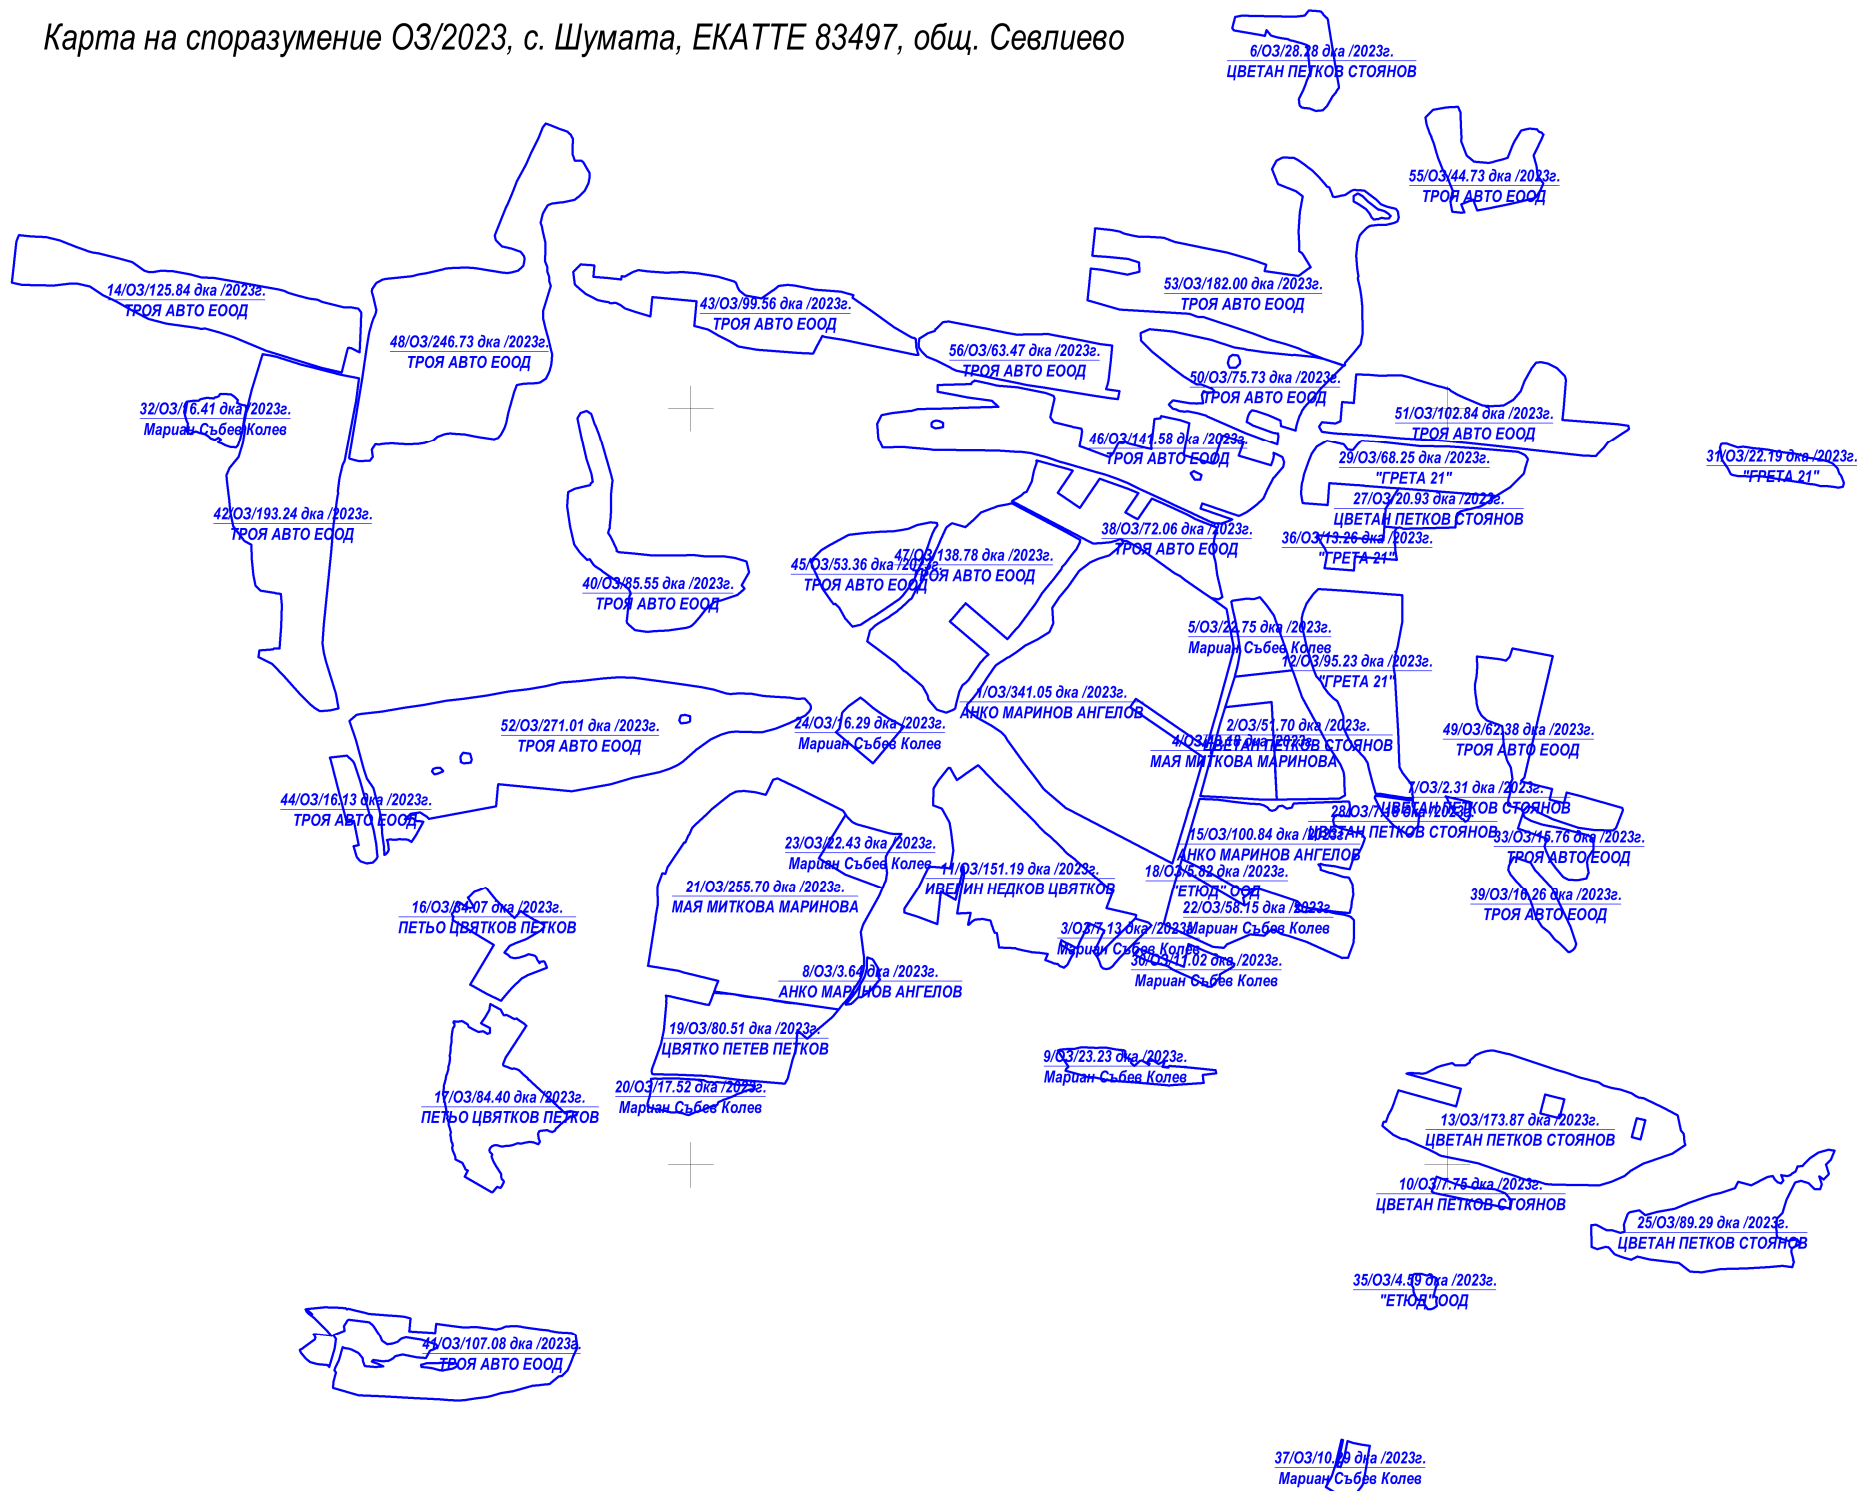 Карта на споразумение ОЗ/2023, с. Шумата, ЕКАТТЕ 83497, общ. Севлиево
6/ОЗ/28.28 дка /2023г.
ЦВЕТАН ПЕТКОВ СТОЯНОВ
55/ОЗ/44.73 дка /2023г.
ТРОЯ АВТО ЕООД
14/ОЗ/125.84 дка /2023г.
ТРОЯ АВТО ЕООД
53/ОЗ/182.00 дка /2023г.
ТРОЯ АВТО ЕООД
43/ОЗ/99.56 дка /2023г.
ТРОЯ АВТО ЕООД
48/ОЗ/246.73 дка /2023г.
ТРОЯ АВТО ЕООД
56/ОЗ/63.47 дка /2023г.
ТРОЯ АВТО ЕООД
50/ОЗ/75.73 дка /2023г.
ТРОЯ АВТО ЕООД
32/ОЗ/16.41 дка /2023г.
Мариан Събев Колев
51/ОЗ/102.84 дка /2023г.
ТРОЯ АВТО ЕООД
46/ОЗ/141.58 дка /2023г.
ТРОЯ АВТО ЕООД
29/ОЗ/68.25 дка /2023г.
"ГРЕТА 21"
31/ОЗ/22.19 дка /2023г.
"ГРЕТА 21"
27/ОЗ/20.93 дка /2023г.
ЦВЕТАН ПЕТКОВ СТОЯНОВ
42/ОЗ/193.24 дка /2023г.
ТРОЯ АВТО ЕООД
38/ОЗ/72.06 дка /2023г.
ТРОЯ АВТО ЕООД
36/ОЗ/13.26 дка /2023г.
"ГРЕТА 21"
47/ОЗ/138.78 дка /2023г.
ТРОЯ АВТО ЕООД
45/ОЗ/53.36 дка /2023г.
ТРОЯ АВТО ЕООД
40/ОЗ/85.55 дка /2023г.
ТРОЯ АВТО ЕООД
5/ОЗ/22.75 дка /2023г.
Мариан Събев Колев
12/ОЗ/95.23 дка /2023г.
"ГРЕТА 21"
1/ОЗ/341.05 дка /2023г.
АНКО МАРИНОВ АНГЕЛОВ
52/ОЗ/271.01 дка /2023г.
ТРОЯ АВТО ЕООД
24/ОЗ/16.29 дка /2023г.
Мариан Събев Колев
2/ОЗ/51.70 дка /2023г.
ЦВЕТАН ПЕТКОВ СТОЯНОВ
МАЯ МИТКОВА МАРИНОВА
49/ОЗ/62.38 дка /2023г.
ТРОЯ АВТО ЕООД
7/ОЗ/2.31 дка /2023г.
ЦВЕТАН ПЕТКОВ СТОЯНОВ
44/ОЗ/16.13 дка /2023г.
ТРОЯ АВТО ЕООД
ЦВЕТАН ПЕТКОВ СТОЯНОВ
15/ОЗ/100.84 дка /2023г.
АНКО МАРИНОВ АНГЕЛОВ
33/ОЗ/15.76 дка /2023г.
ТРОЯ АВТО ЕООД
23/ОЗ/22.43 дка /2023г.
Мариан Събев Колев
11/ОЗ/151.19 дка /2023г.
ИВЕЛИН НЕДКОВ ЦВЯТКОВ
18/ОЗ/5.82 дка /2023г.
"ЕТЮД" ООД
21/ОЗ/255.70 дка /2023г.
МАЯ МИТКОВА МАРИНОВА
39/ОЗ/16.26 дка /2023г.
ТРОЯ АВТО ЕООД
16/ОЗ/34.07 дка /2023г.
ПЕТЬО ЦВЯТКОВ ПЕТКОВ
22/ОЗ/58.15 дка /2023г.
Мариан Събев Колев
3/ОЗ/7.13 дка /2023г.
Мариан Събев Колев
30/ОЗ/11.02 дка /2023г.
Мариан Събев Колев
8/ОЗ/3.64 дка /2023г.
АНКО МАРИНОВ АНГЕЛОВ
19/ОЗ/80.51 дка /2023г.
ЦВЯТКО ПЕТЕВ ПЕТКОВ
9/ОЗ/23.23 дка /2023г.
Мариан Събев Колев
20/ОЗ/17.52 дка /2023г.
Мариан Събев Колев
17/ОЗ/84.40 дка /2023г.
ПЕТЬО ЦВЯТКОВ ПЕТКОВ
13/ОЗ/173.87 дка /2023г.
ЦВЕТАН ПЕТКОВ СТОЯНОВ
10/ОЗ/7.75 дка /2023г.
ЦВЕТАН ПЕТКОВ СТОЯНОВ
25/ОЗ/89.29 дка /2023г.
ЦВЕТАН ПЕТКОВ СТОЯНОВ
35/ОЗ/4.59 дка /2023г.
"ЕТЮД" ООД
41/ОЗ/107.08 дка /2023г.
ТРОЯ АВТО ЕООД
37/ОЗ/10.29 дка /2023г.
Мариан Събев Колев